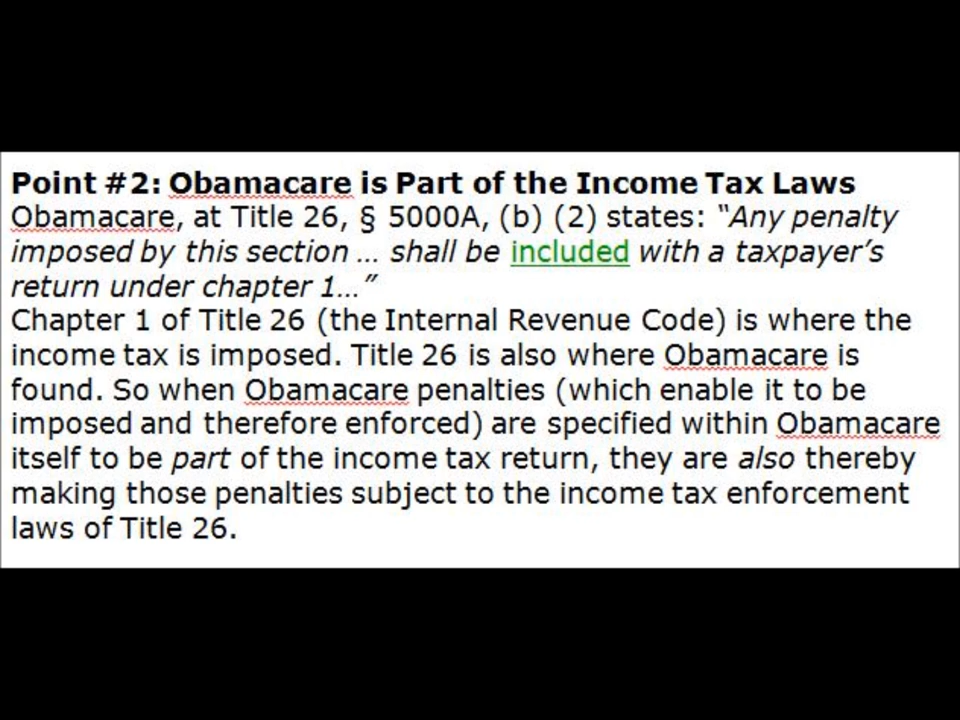 Point #2: Obamacare is Part of the Income Tax Laws
Obamacare, at Title 26, § 5000A, (b) (2) states: “Any penalty
imposed by this section … shall be included with a taxpayer’s
return under chapter 1…”
Chapter 1 of Title 26 (the Internal Revenue Code) is where the
income tax is imposed. Title 26 is also where Obamacare is
found. So when Obamacare penalties (which enable it to be
imposed and therefore enforced) are specified within Obamacare
itself to be part of the income tax return, they are also thereby
making those penalties subject to the income tax enforcement
laws of Title 26.